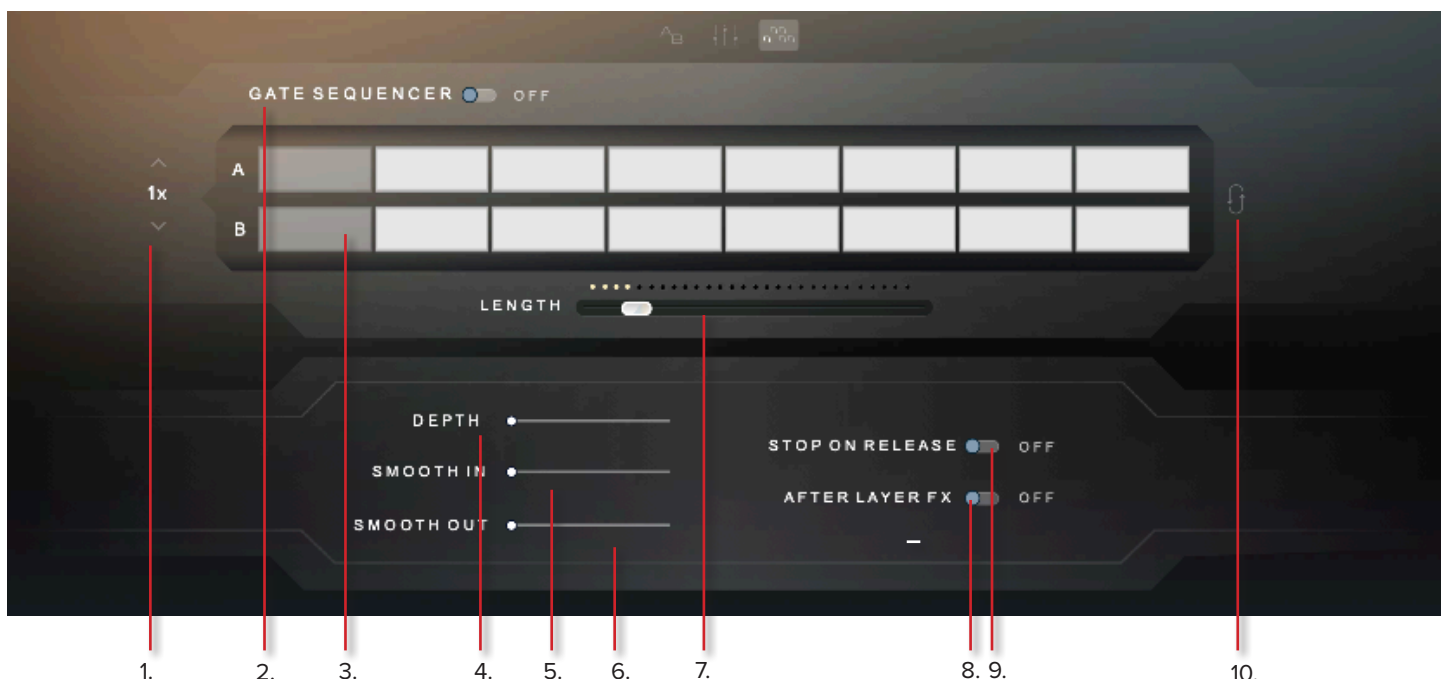 A B
GATE SEQUENCER OFF
A
1x
B
LENGTH
DEPTH
STOP ON RELEASE OFF
SMOOTH IN
AFTER LAYER FX OFF
SMOOTH OUT
–
1. 2. 3. 4. 5. 6. 7. 8. 9. 10.